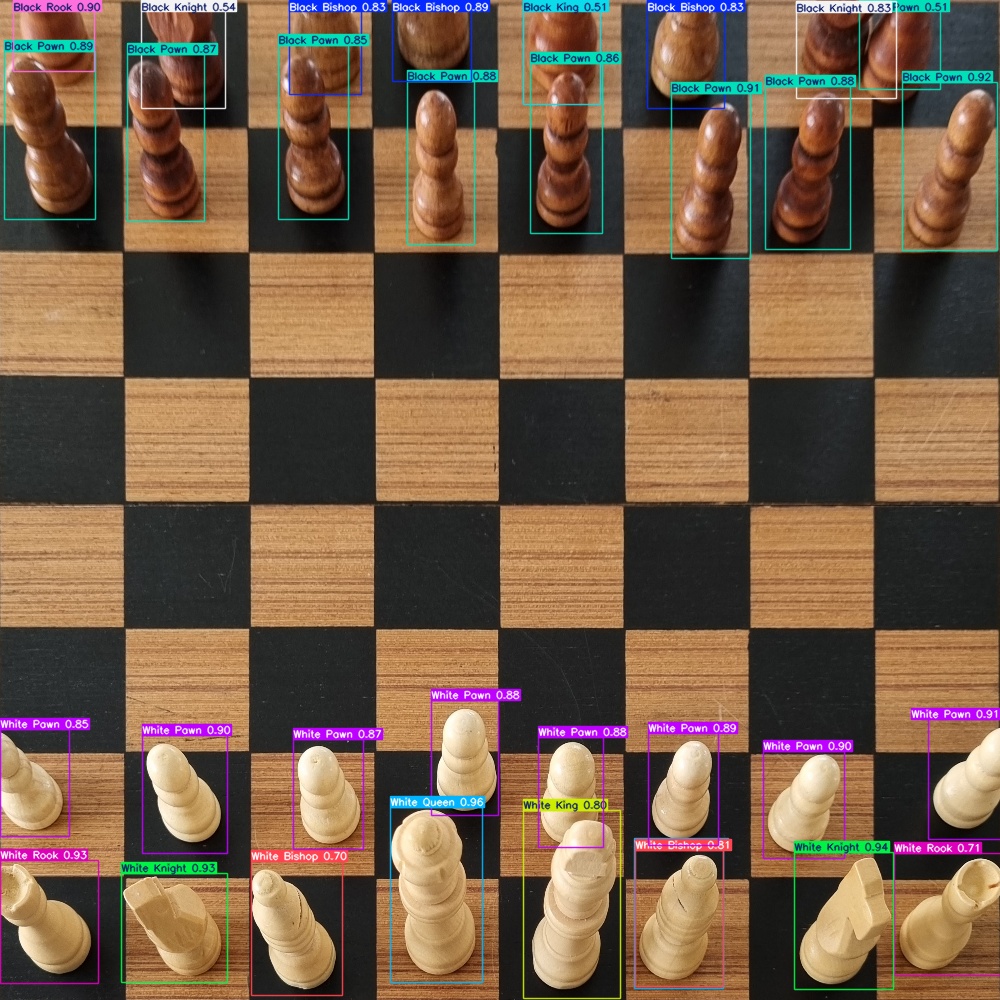 Black Rook 0.90
Black Knight 0.54
Black Bishop 0.83
Black Bishop 0.89
Black King 0.51
Black Bishop 0.83
Black Knight 0.83
Pawn 0.51
Black Pawn 0.89
Black Pawn 0.87
Black Pawn 0.85
Black Pawn 0.88
Black Pawn 0.86
Black Pawn 0.91
Black Pawn 0.88
Black Pawn 0.92
White Pawn 0.85
White Pawn 0.90
White Pawn 0.87
White Pawn 0.88
White Pawn 0.88
White Pawn 0.89
White Pawn 0.90
White Pawn 0.91
White Rook 0.93
White Knight 0.93
White Bishop 0.70
White Queen 0.96
White King 0.80
White Bishop 0.81
White Knight 0.94
White Rook 0.71